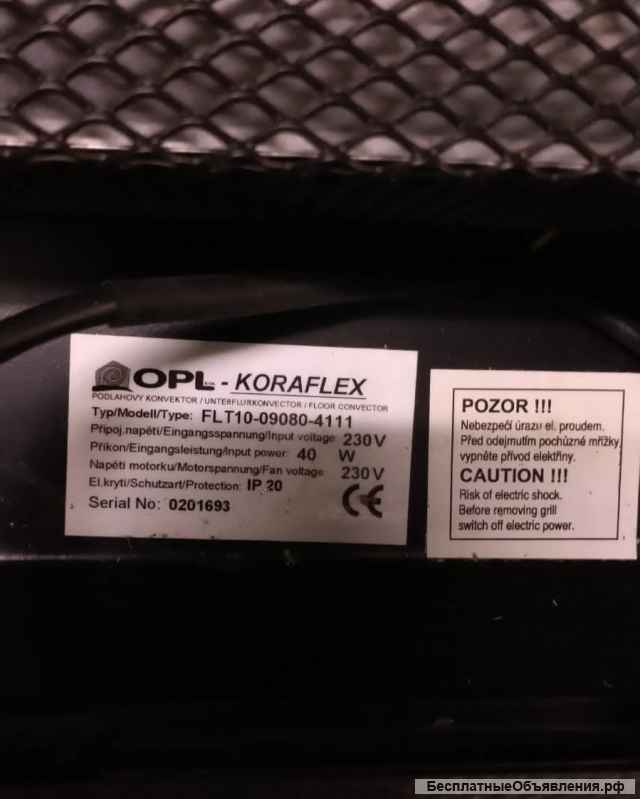 OPL s.r.o. - KORAFLEX
PODLAHOVÝ KONVEKTOR / UNTERFLURKONVECTOR / FLOOR CONVECTOR
Typ/Modell/Type: FLT10-09080-4111
Připoj.napětí/Eingangsspannung/Input voltage: 230 V
Příkon/Eingangsleistung/Input power: 40 W
Napětí motorku/Motorspannung/Fan voltage: 230 V
El.krytí/Schutzart/Protection: IP 20
Serial No: 0201693
CE
POZOR !!!
Nebezpečí úrazu el. proudem.
Před odejmutím pochůzné mřížky
vypněte přívod elektřiny.
CAUTION !!!
Risk of electric shock.
Before removing grill
switch off electric power.
БесплатныеОбъявления.рф